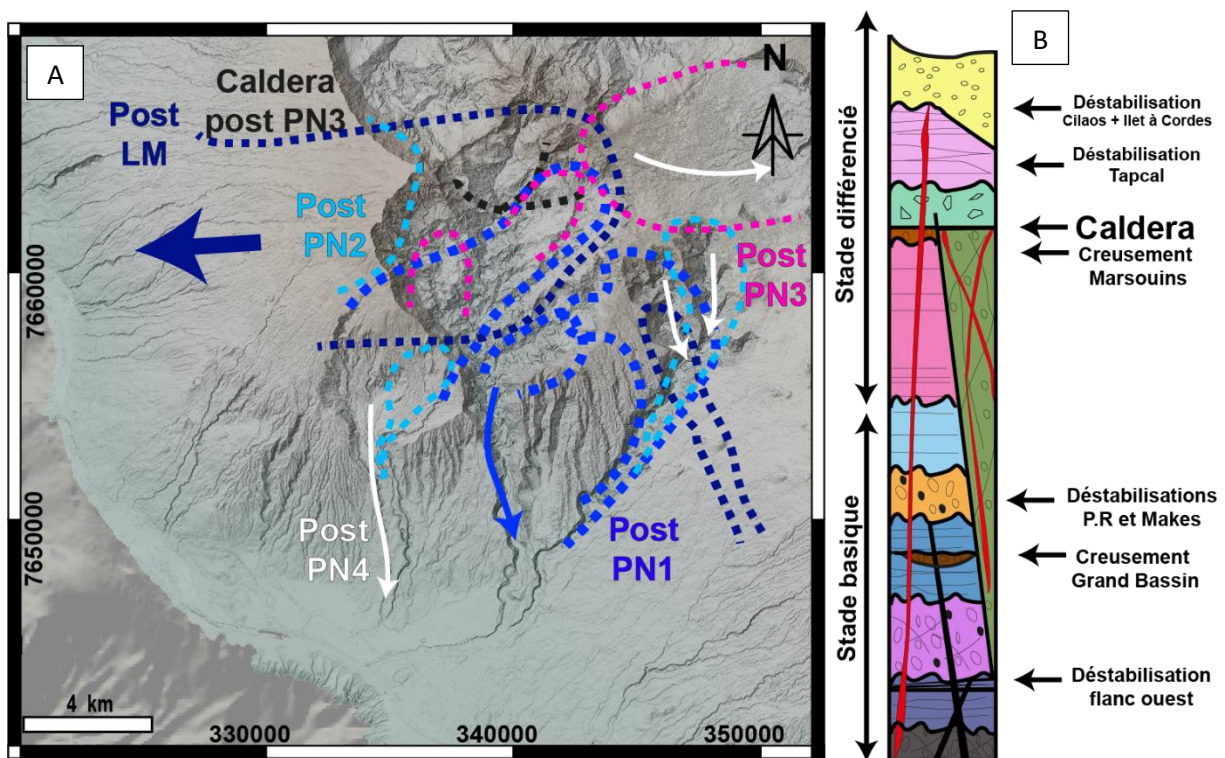 A
N
Caldera
post PN3
Post
LM
Post
PN2
Post
PN3
Post
PN4
Post
PN1
4 km
7660000
7650000
330000
340000
350000
B
Stade différencié
Stade basique
Déstabilisation
Cilaos + Ilet à Cordes
Déstabilisation
Tapcal
Caldera
Creusement
Marsouins
Déstabilisations
P.R et Makes
Creusement
Grand Bassin
Déstabilisation
flanc ouest